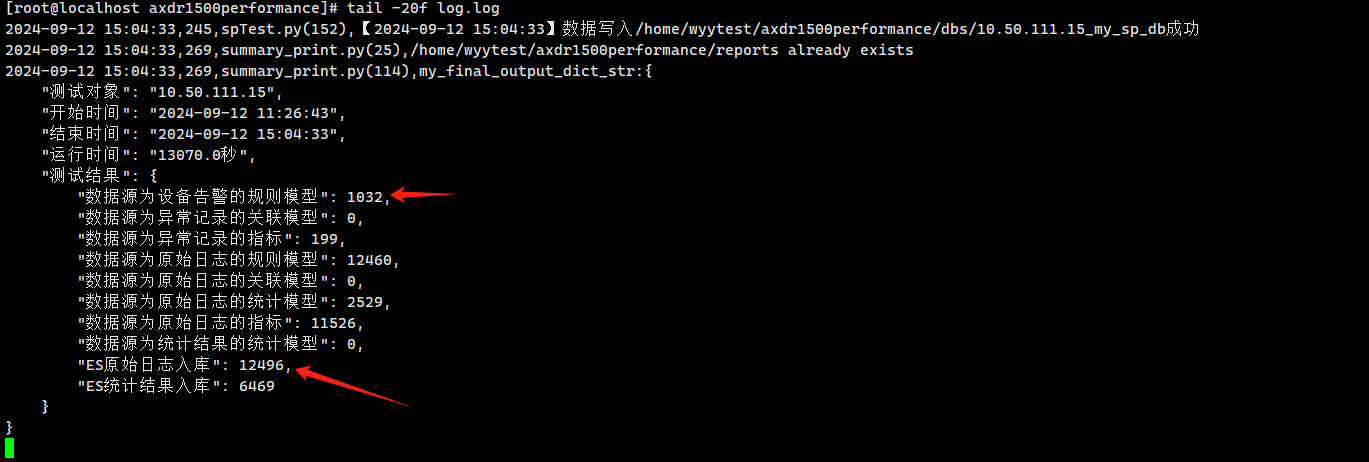 [root@localhost axdr1500performance]# tail -20f log.log
2024-09-12 15:04:33,245,spTest.py(152),【2024-09-12 15:04:33】数据写入/home/wyytest/axdr1500performance/dbs/10.50.111.15_my_sp_db成功
2024-09-12 15:04:33,269,summary_print.py(25),/home/wyytest/axdr1500performance/reports already exists
2024-09-12 15:04:33,269,summary_print.py(114),my_final_output_dict_str:{
    "测试对象": "10.50.111.15",
    "开始时间": "2024-09-12 11:26:43",
    "结束时间": "2024-09-12 15:04:33",
    "运行时间": "13070.0秒",
    "测试结果": {
        "数据源为设备告警的规则模型": 1032,
        "数据源为异常记录的关联模型": 0,
        "数据源为异常记录的指标": 199,
        "数据源为原始日志的规则模型": 12460,
        "数据源为原始日志的关联模型": 0,
        "数据源为原始日志的统计模型": 2529,
        "数据源为原始日志的指标": 11526,
        "数据源为统计结果的统计模型": 0,
        "ES原始日志入库": 12496,
        "ES统计结果入库": 6469
    }
}